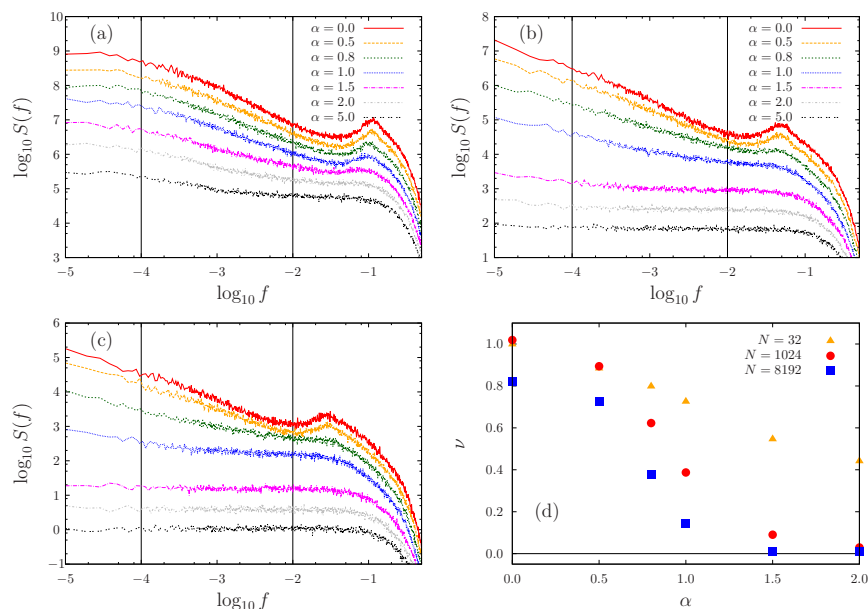 (a)
α = 0.0
α = 0.5
α = 0.8
α = 1.0
α = 1.5
α = 2.0
α = 5.0
10
9
8
7
6
5
4
3
-5 -4 -3 -2 -1
log₁₀ S(f)
log₁₀ f
(b)
α = 0.0
α = 0.5
α = 0.8
α = 1.0
α = 1.5
α = 2.0
α = 5.0
8
7
6
5
4
3
2
1
-5 -4 -3 -2 -1
log₁₀ S(f)
log₁₀ f
(c)
6
5
4
3
2
1
0
−1
-5 -4 -3 -2 -1
log₁₀ S(f)
log₁₀ f
N = 32
N = 1024
N = 8192
(d)
1.0
0.8
0.6
0.4
0.2
0.0
0.0 0.5 1.0 1.5 2.0
ν
α